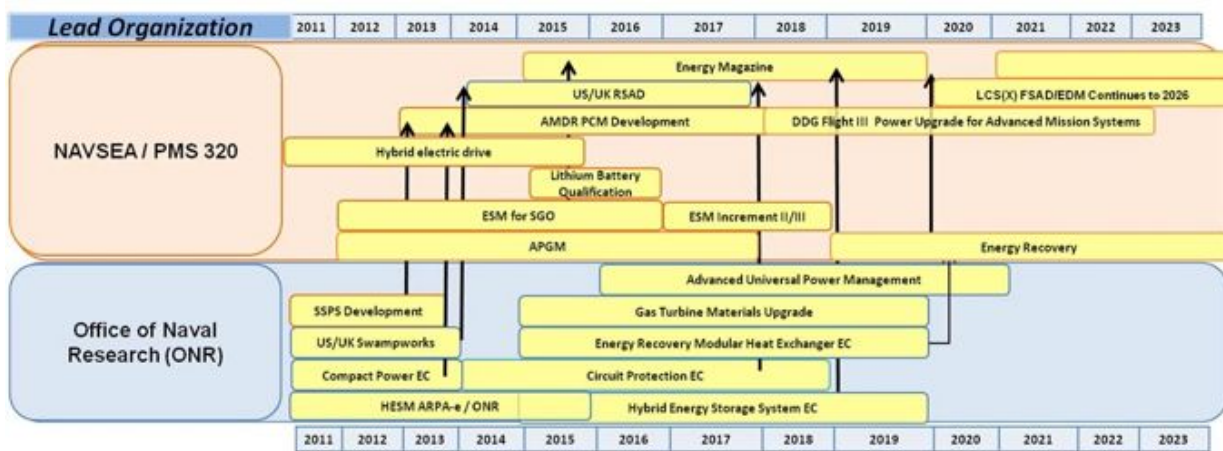 Lead Organization 2011 2012 2013 2014 2015 2016 2017 2018 2019 2020 2021 2022 2023
NAVSEA / PMS 320
Energy Magazine
US/UK RSAD
LCS(X) FSAD/EDM Continues to 2026
AMDR PCM Development
DDG Flight III Power Upgrade for Advanced Mission Systems
Hybrid electric drive
Lithium Battery
Qualification
ESM for SGO
ESM Increment II/III
APGM
Energy Recovery
Office of Naval
Research (ONR)
Advanced Universal Power Management
SSPS Development
Gas Turbine Materials Upgrade
US/UK Swampworks
Energy Recovery Modular Heat Exchanger EC
Compact Power EC
Circuit Protection EC
HESM ARPA-e / ONR
Hybrid Energy Storage System EC
2011 2012 2013 2014 2015 2016 2017 2018 2019 2020 2021 2022 2023